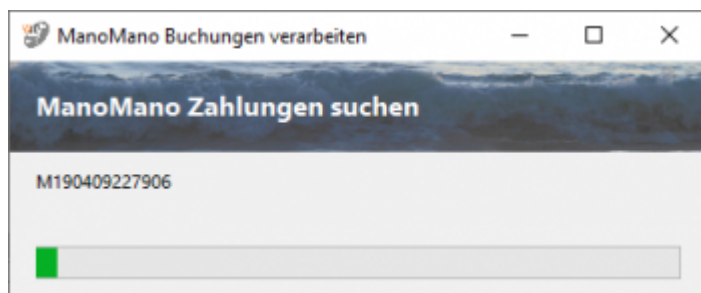 ManoMano Buchungen verarbeiten
ManoMano Zahlungen suchen
M190409227906